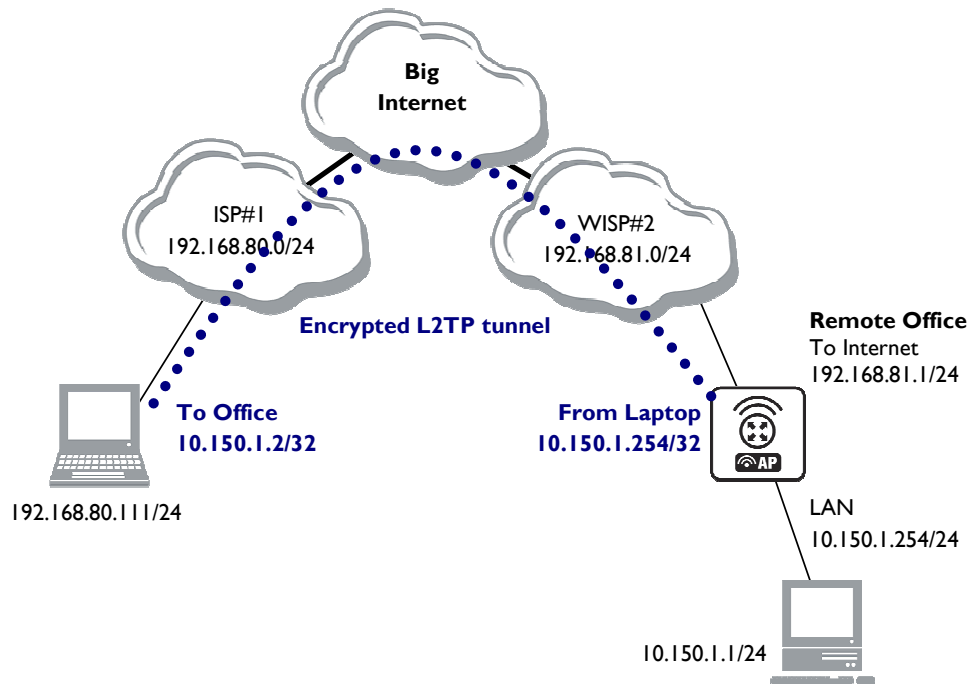 Big
Internet
ISP#1
192.168.80.0/24
WISP#2
192.168.81.0/24
Encrypted L2TP tunnel
Remote Office
To Internet
192.168.81.1/24
To Office
10.150.1.2/32
From Laptop
10.150.1.254/32
AP
192.168.80.111/24
LAN
10.150.1.254/24
10.150.1.1/24